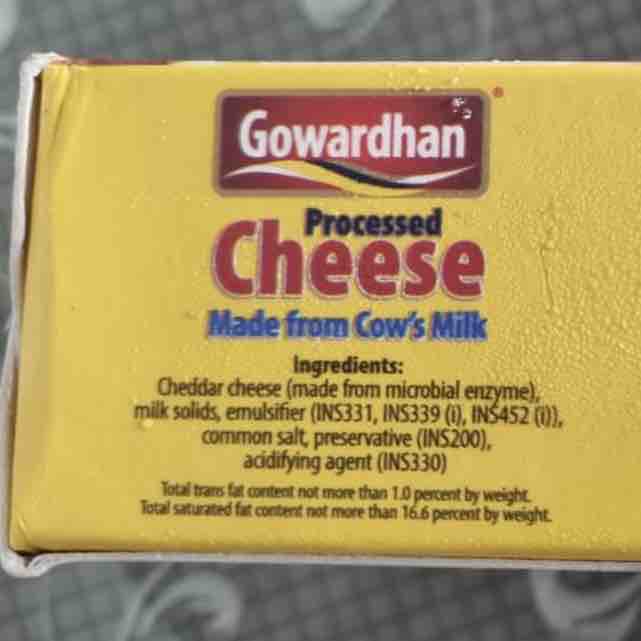 Gowardhan
Processed
Cheese
Made from Cow's Milk
Ingredients:
Cheddar cheese (made from microbial enzyme),
milk solids, emulsifier (INS331, INS339 (i), INS452 (i)),
common salt, preservative (INS200),
acidifying agent (INS330)
Total trans fat content not more than 1.0 percent by weight.
Total saturated fat content not more than 16.6 percent by weight.